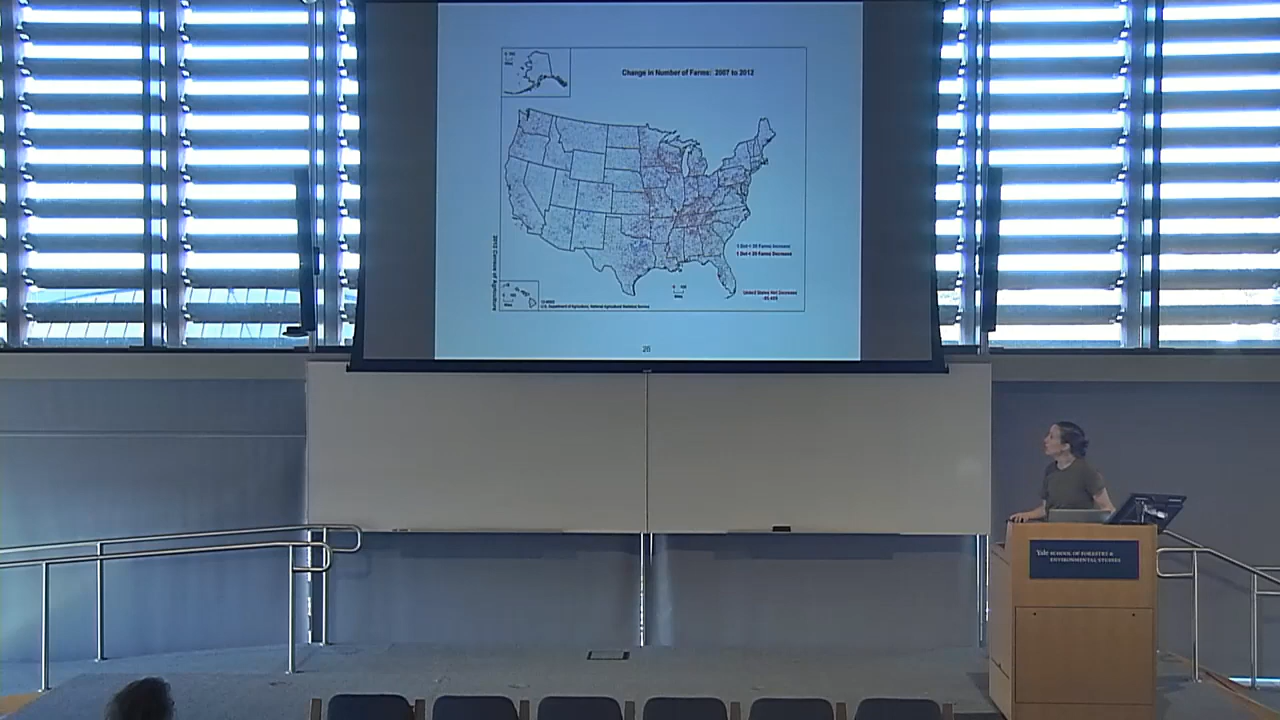 Change in Number of Farms: 2007 to 2012
1 Dot = 20 Farms Increase
1 Dot = 20 Farms Decrease
United States Net Decrease
2012 Census of Agriculture
U.S. Department of Agriculture, National Agricultural Statistics Service
26
Yale SCHOOL OF FORESTRY &
ENVIRONMENTAL STUDIES